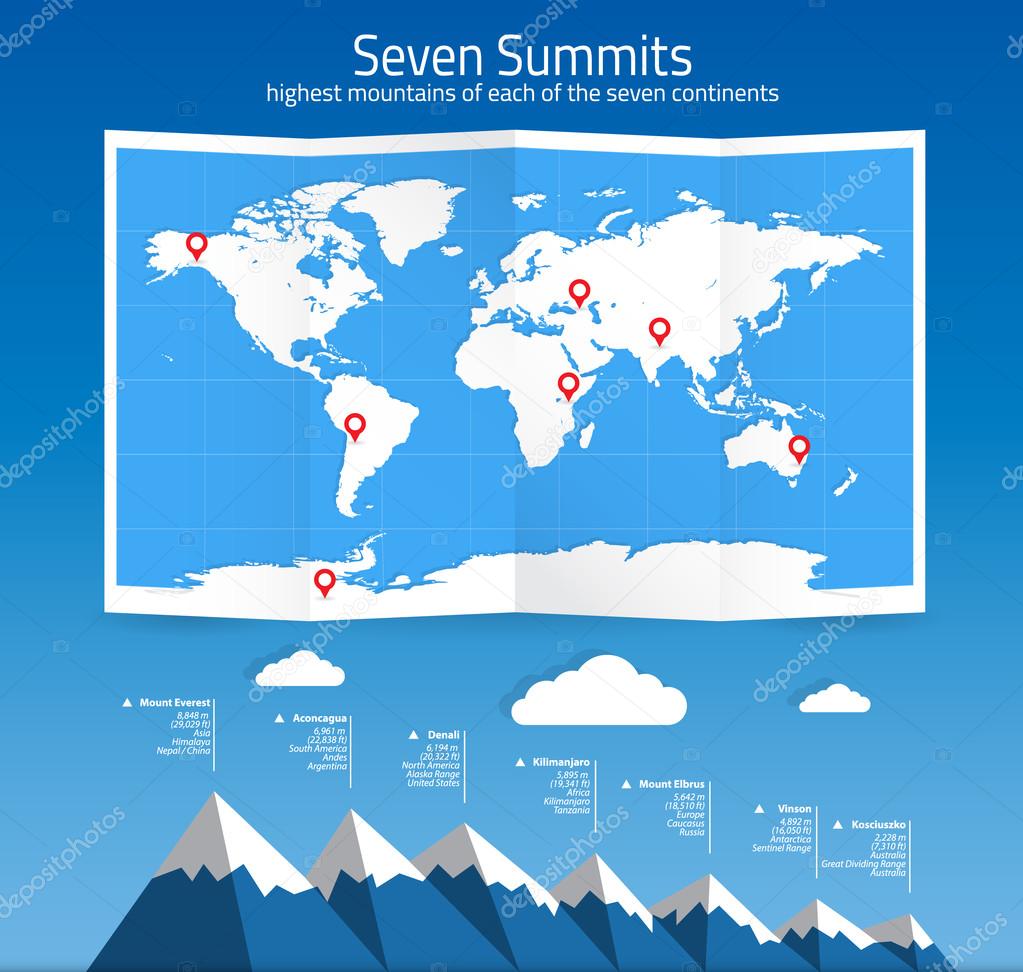 Seven Summits
highest mountains of each of the seven continents
Mount Everest
8,848 m
(29,029 ft)
Asia
Himalaya
Nepal / China
Aconcagua
6,961 m
(22,838 ft)
South America
Andes
Argentina
Denali
6,194 m
(20,322 ft)
North America
Alaska Range
United States
Kilimanjaro
5,895 m
(19,341 ft)
Africa
Kilimanjaro
Tanzania
Mount Elbrus
5,642 m
(18,510 ft)
Europe
Caucasus
Russia
Vinson
4,892 m
(16,050 ft)
Antarctica
Sentinel Range
Kosciuszko
2,228 m
(7,310 ft)
Australia
Great Dividing Range
Australia
depositphotos